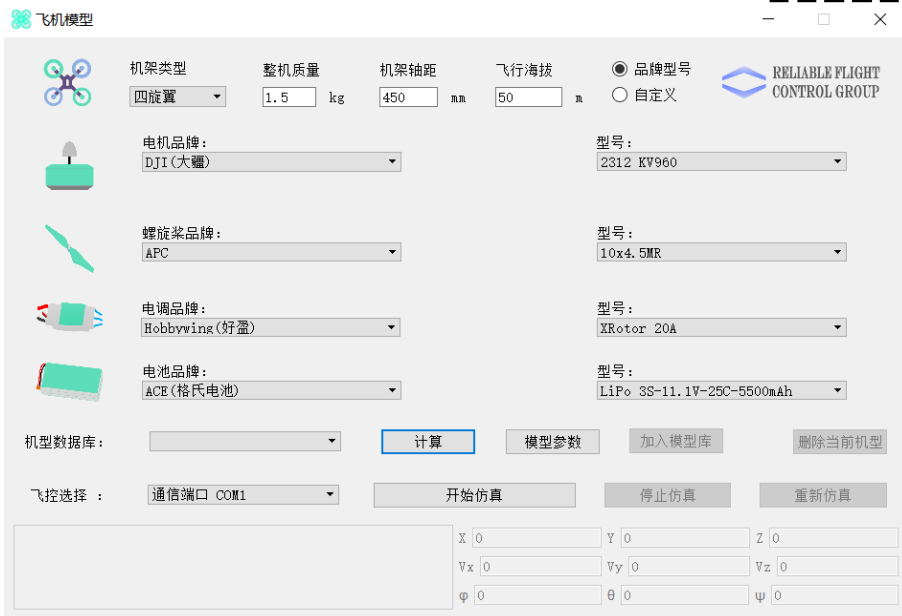 飞机模型
机架类型 整机质量 机架轴距 飞行海拔 品牌型号 RELIABLE FLIGHT
四旋翼 1.5 kg 450 mm 50 m 自定义 CONTROL GROUP
电机品牌： 型号：
DJI(大疆) 2312 KV960
螺旋桨品牌： 型号：
APC 10x4.5MR
电调品牌： 型号：
Hobbywing(好盈) XRotor 20A
电池品牌： 型号：
ACE(格氏电池) LiPo 3S-11.1V-25C-5500mAh
机型数据库： 计算 模型参数 加入模型库 删除当前机型
飞控选择 ： 通信端口 COM1 开始仿真 停止仿真 重新仿真
X 0 Y 0 Z 0
Vx 0 Vy 0 Vz 0
φ 0 θ 0 ψ 0